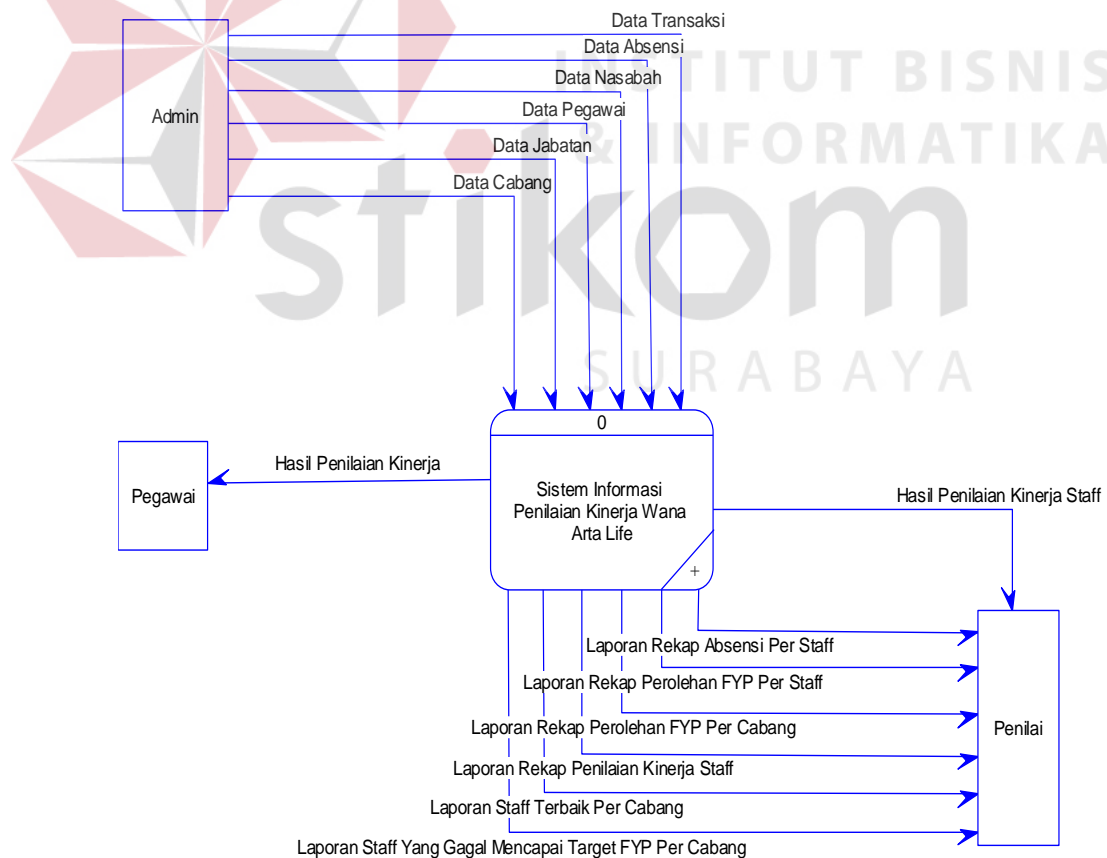 Data Transaksi
Data Absensi
INSTITUT BISNIS
Data Nasabah
Data Pegawai
Admin
& INFORMATIKA
Data Jabatan
Data Cabang
stikom
SURABAYA
0
Hasil Penilaian Kinerja
Pegawai
Sistem Informasi
Penilaian Kinerja Wana
Arta Life
+
Hasil Penilaian Kinerja Staff
Laporan Rekap Absensi Per Staff
Laporan Rekap Perolehan FYP Per Staff
Laporan Rekap Perolehan FYP Per Cabang
Penilai
Laporan Rekap Penilaian Kinerja Staff
Laporan Staff Terbaik Per Cabang
Laporan Staff Yang Gagal Mencapai Target FYP Per Cabang